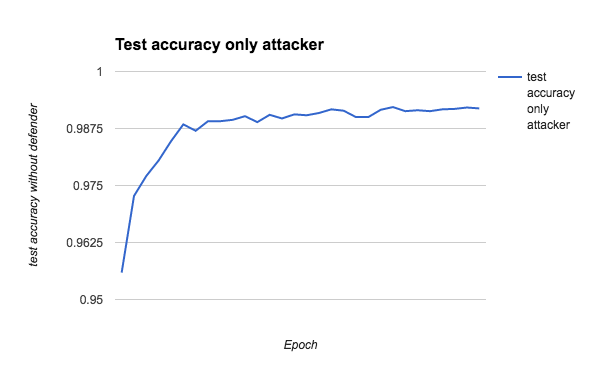 Test accuracy only attacker
1
0.9875
0.975
0.9625
0.95
test accuracy without defender
Epoch
test
accuracy
only
attacker